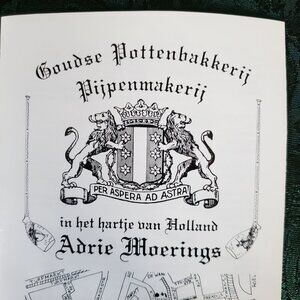 Goudse Pottenbakkerij
Pijpenmakerij
PER ASPERA AD ASTRA
in het hartje van Holland
Adrie Moerings